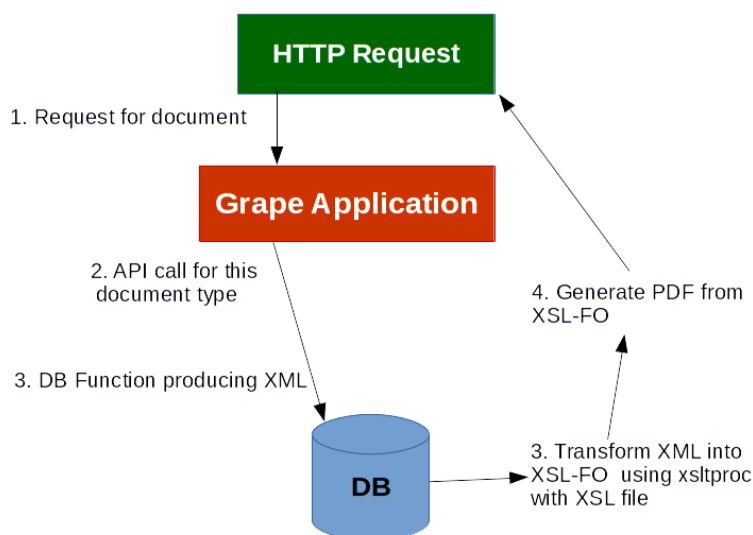 HTTP Request
1. Request for document
Grape Application
2. API call for this
document type
3. DB Function producing XML
DB
3. Transform XML into
XSL-FO  using xsltproc
with XSL file
4. Generate PDF from
XSL-FO